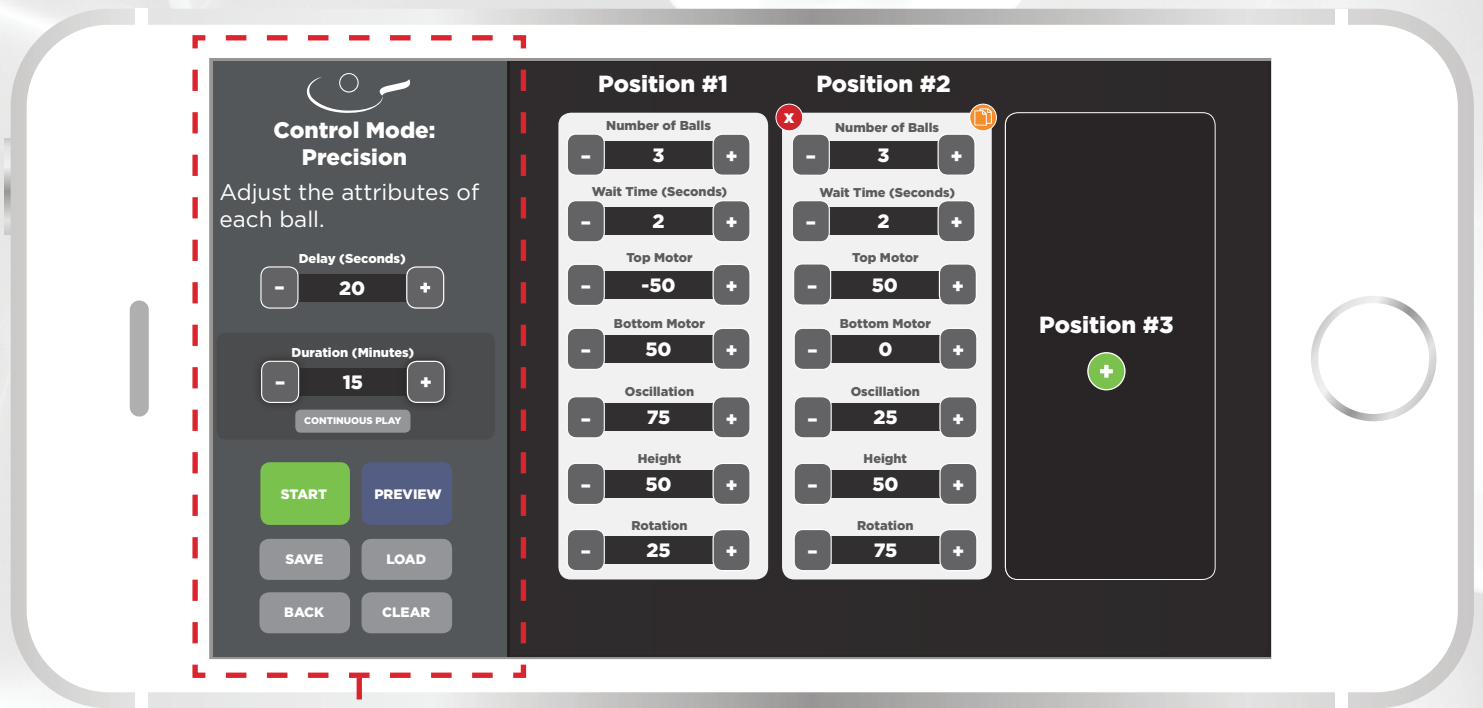 Control Mode:
Precision
Adjust the attributes of
each ball.
Delay (Seconds)
- 20 +
Duration (Minutes)
- 15 +
CONTINUOUS PLAY
START PREVIEW
SAVE LOAD
BACK CLEAR
Position #1
Number of Balls
- 3 +
Wait Time (Seconds)
- 2 +
Top Motor
- -50 +
Bottom Motor
- 50 +
Oscillation
- 75 +
Height
- 50 +
Rotation
- 25 +
Position #2
x
Number of Balls
- 3 +
Wait Time (Seconds)
- 2 +
Top Motor
- 50 +
Bottom Motor
- 0 +
Oscillation
- 25 +
Height
- 50 +
Rotation
- 75 +
Position #3
+